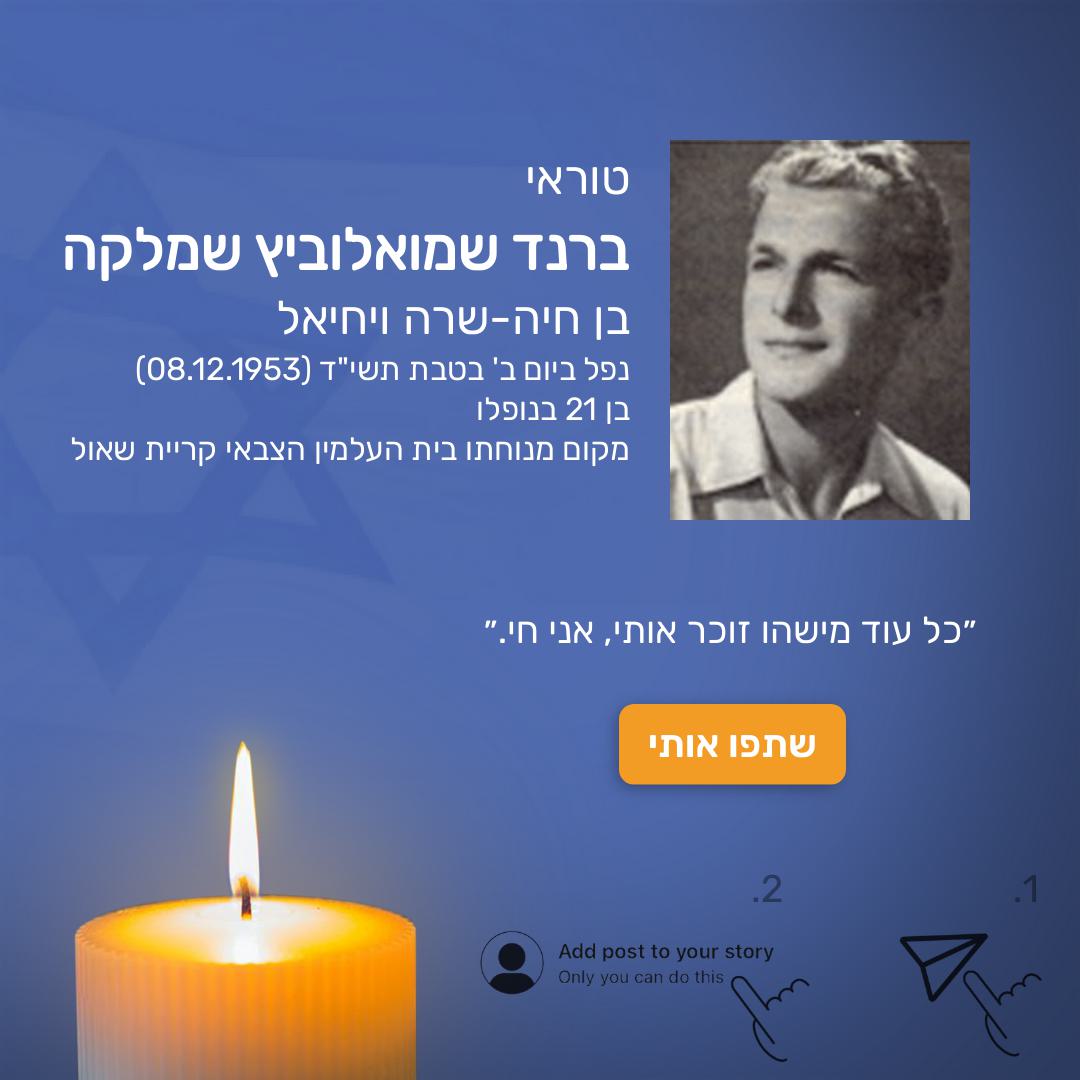 טוראי
ברנד שמואלוביץ שמלקה
בן חיה-שרה ויחיאל
נפל ביום ב' בטבת תשי"ד (08.12.1953)
בן 21 בנופלו
מקום מנוחתו בית העלמין הצבאי קריית שאול
״כל עוד מישהו זוכר אותי, אני חי.״
שתפו אותי
1.
2.
Add post to your story
Only you can do this